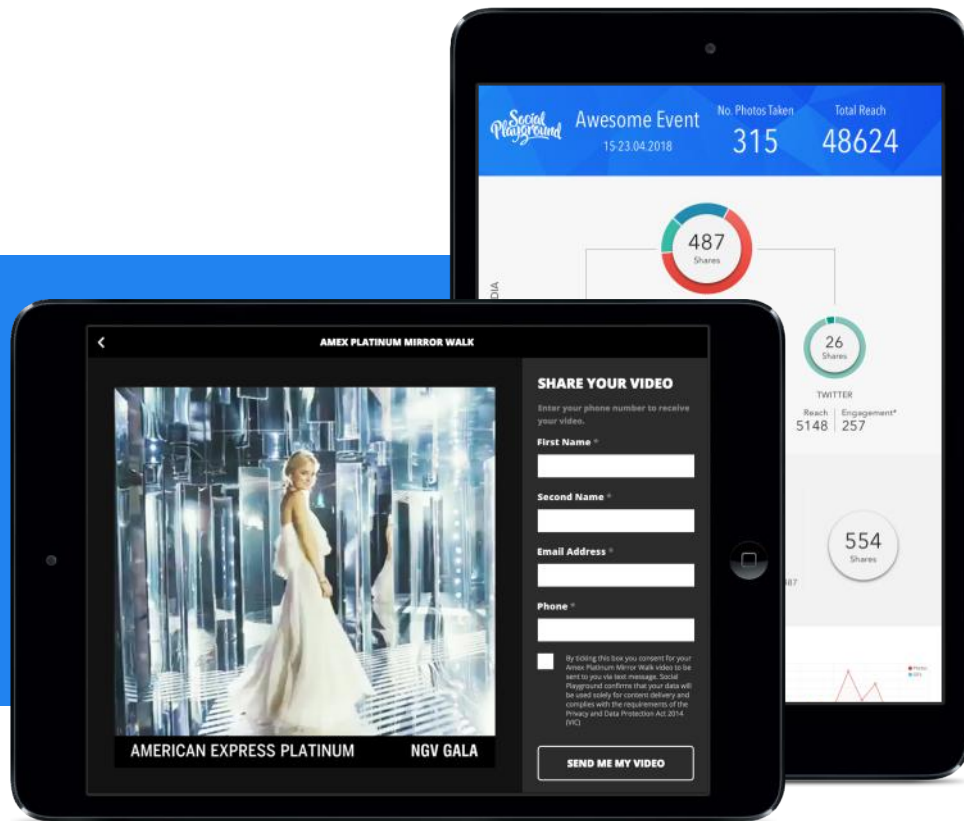 Social
Playground
Awesome Event
15-23.04.2018
No. Photos Taken
315
Total Reach
48624
487
Shares
26
Shares
TWITTER
Reach
5148
Engagement*
257
554
Shares
AMEX PLATINUM MIRROR WALK
AMERICAN EXPRESS PLATINUM
NGV GALA
SHARE YOUR VIDEO
Enter your phone number to receive
your video.
First Name *
Second Name *
Email Address *
Phone *
By ticking this box you consent for your
Amex Platinum Mirror Walk video to be
sent to you via text message. Social
Playground confirms that your data will
be used solely for content delivery and
complies with the requirements of the
Privacy and Data Protection Act 2014
(VIC)
SEND ME MY VIDEO